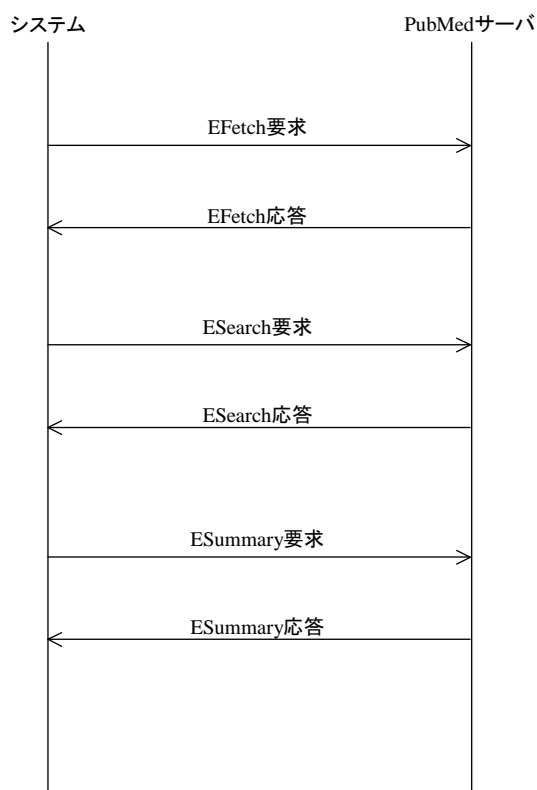 システム
PubMedサーバ
EFetch要求
EFetch応答
ESearch要求
ESearch応答
ESummary要求
ESummary応答